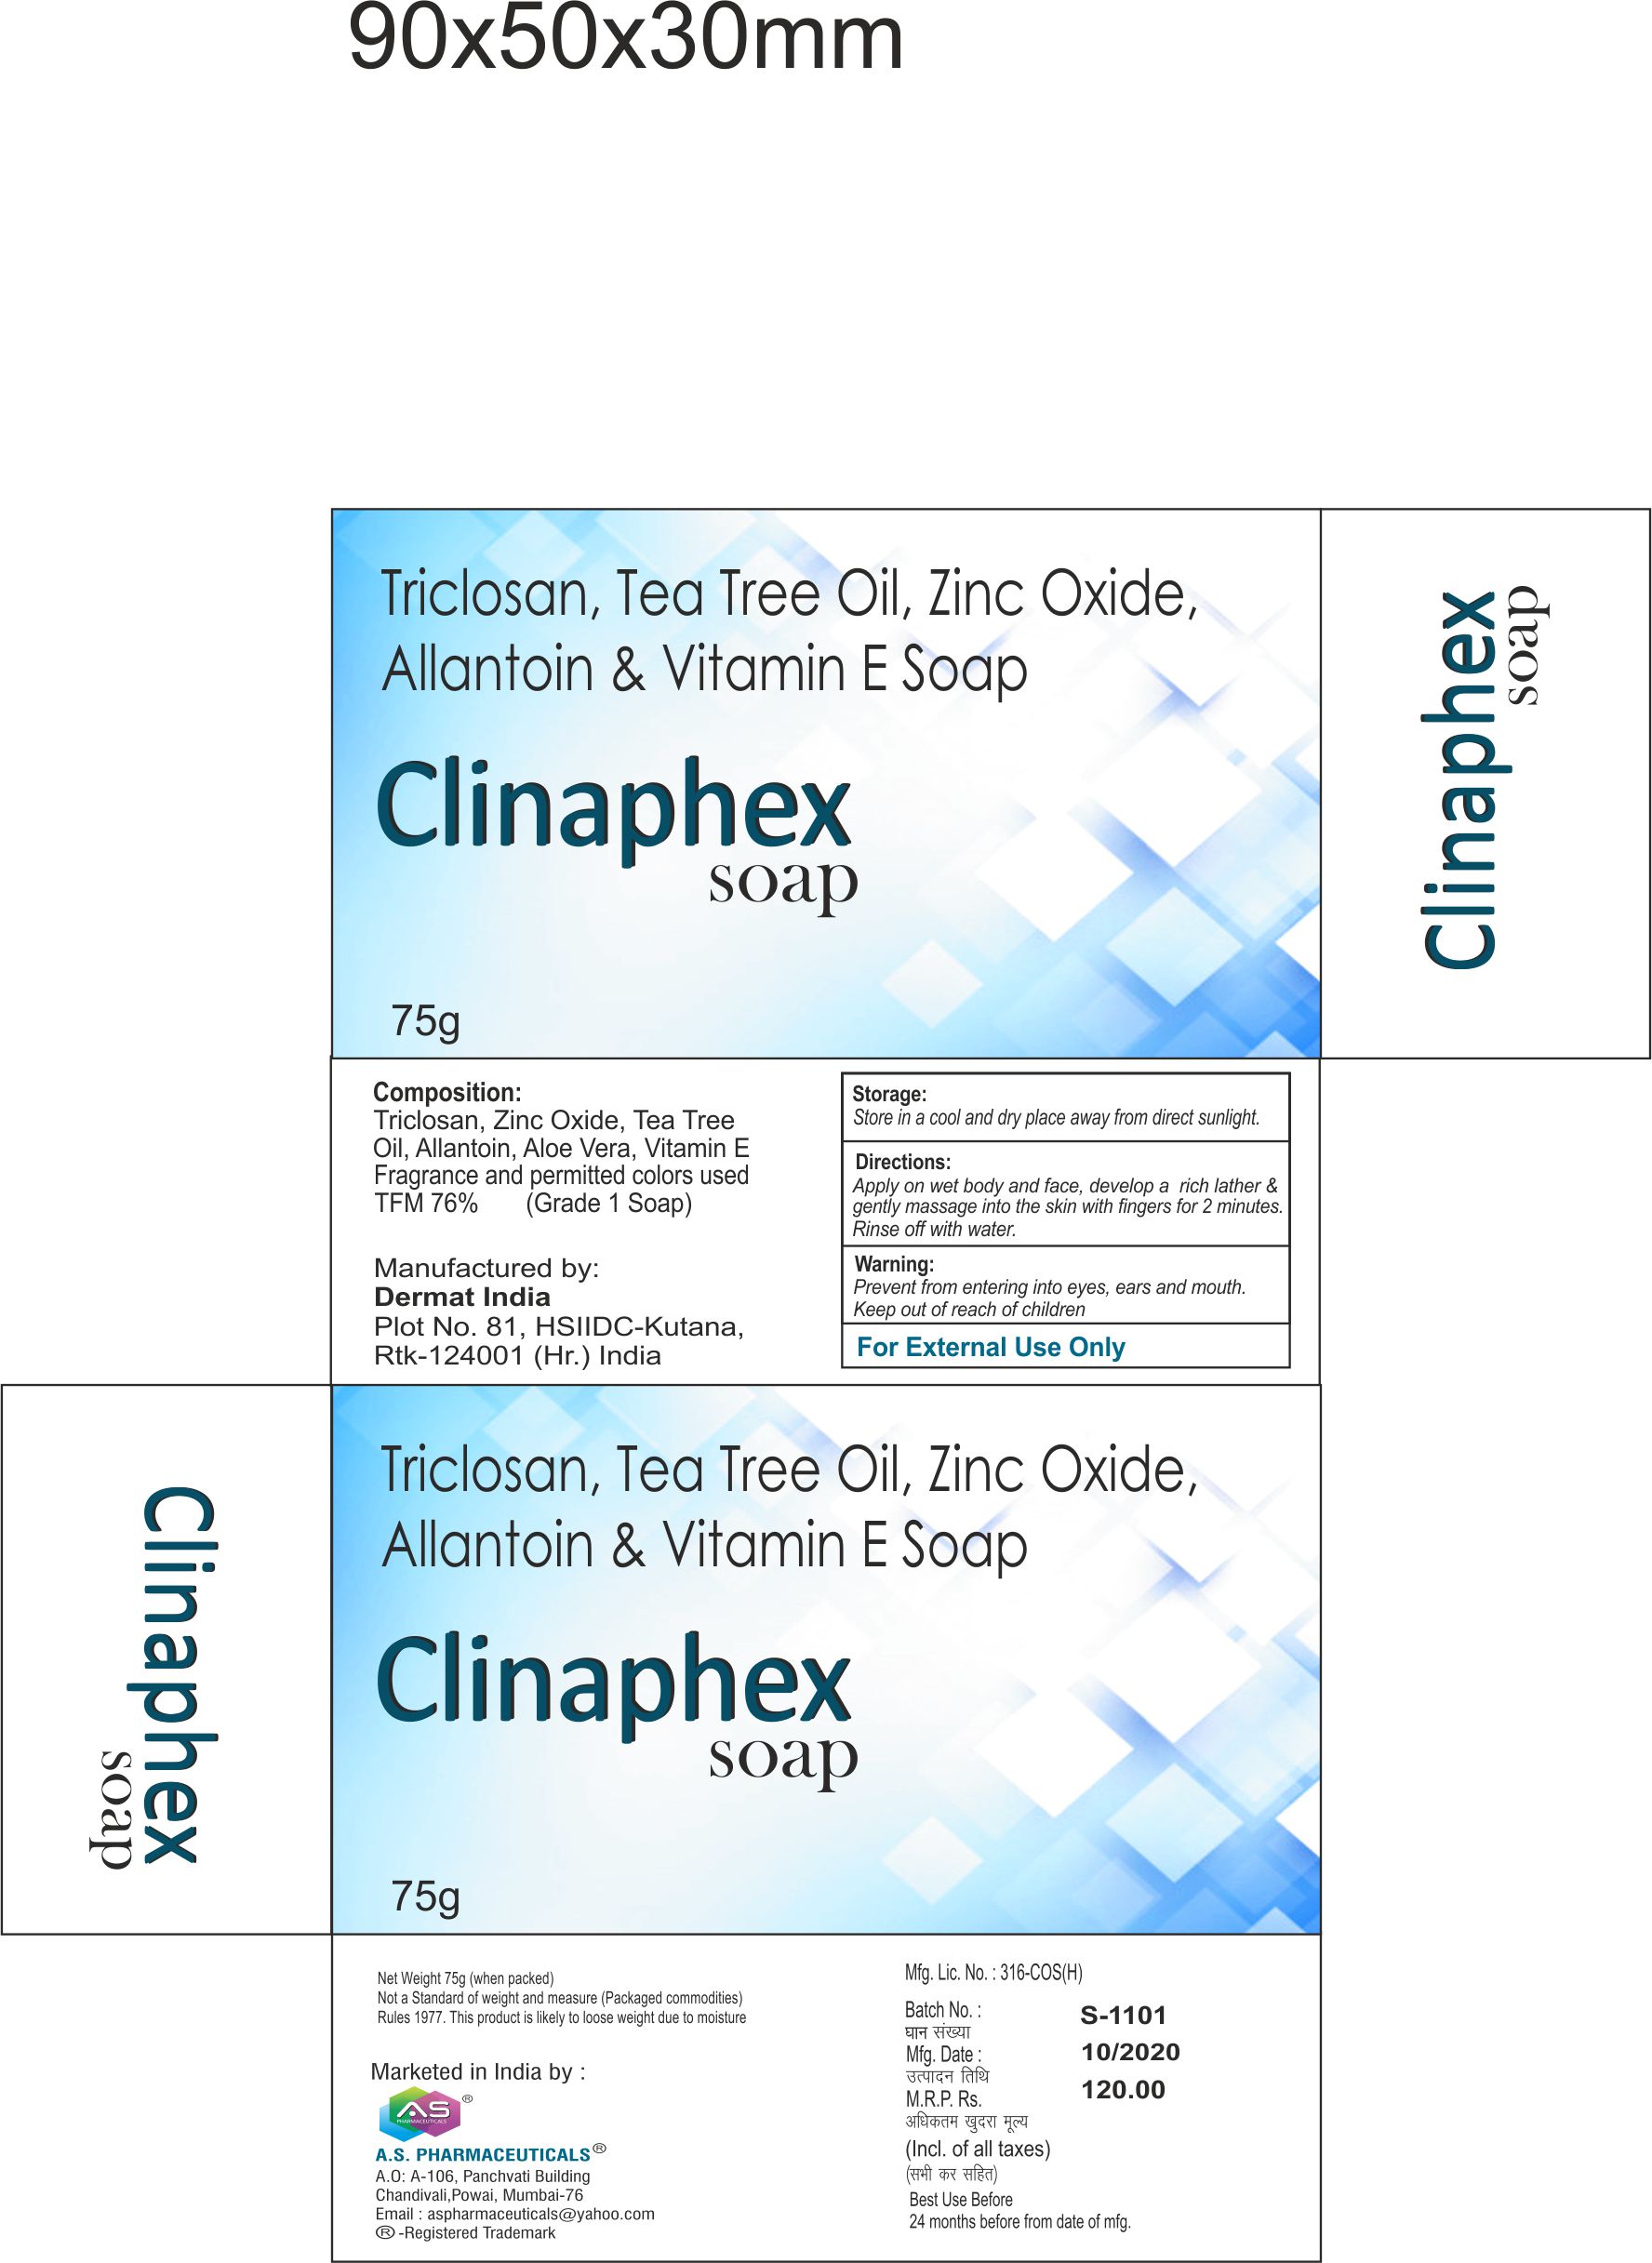 90x50x30mm
Triclosan, Tea Tree Oil, Zinc Oxide,
Allantoin & Vitamin E Soap
Clinaphex
soap
75g
Clinaphex
soap
Composition:
Triclosan, Zinc Oxide, Tea Tree
Oil, Allantoin, Aloe Vera, Vitamin E
Fragrance and permitted colors used
TFM 76% (Grade 1 Soap)
Manufactured by:
Dermat India
Plot No. 81, HSIIDC-Kutana,
Rtk-124001 (Hr.) India
Storage:
Store in a cool and dry place away from direct sunlight.
Directions:
Apply on wet body and face, develop a rich lather &
gently massage into the skin with fingers for 2 minutes.
Rinse off with water.
Warning:
Prevent from entering into eyes, ears and mouth.
Keep out of reach of children
For External Use Only
Clinaphex
soap
Triclosan, Tea Tree Oil, Zinc Oxide,
Allantoin & Vitamin E Soap
Clinaphex
soap
75g
Net Weight 75g (when packed)
Not a Standard of weight and measure (Packaged commodities)
Rules 1977. This product is likely to loose weight due to moisture
Marketed in India by :
AS ®
PHARMACEUTICALS
A.S. PHARMACEUTICALS®
A.O: A-106, Panchvati Building
Chandivali,Powai, Mumbai-76
Email : aspharmaceuticals@yahoo.com
® -Registered Trademark
Mfg. Lic. No. : 316-COS(H)
Batch No. : S-1101
घान संख्या
Mfg. Date : 10/2020
उत्पादन तिथि
M.R.P. Rs. 120.00
अधिकतम खुदरा मूल्य
(Incl. of all taxes)
(सभी कर सहित)
Best Use Before
24 months before from date of mfg.